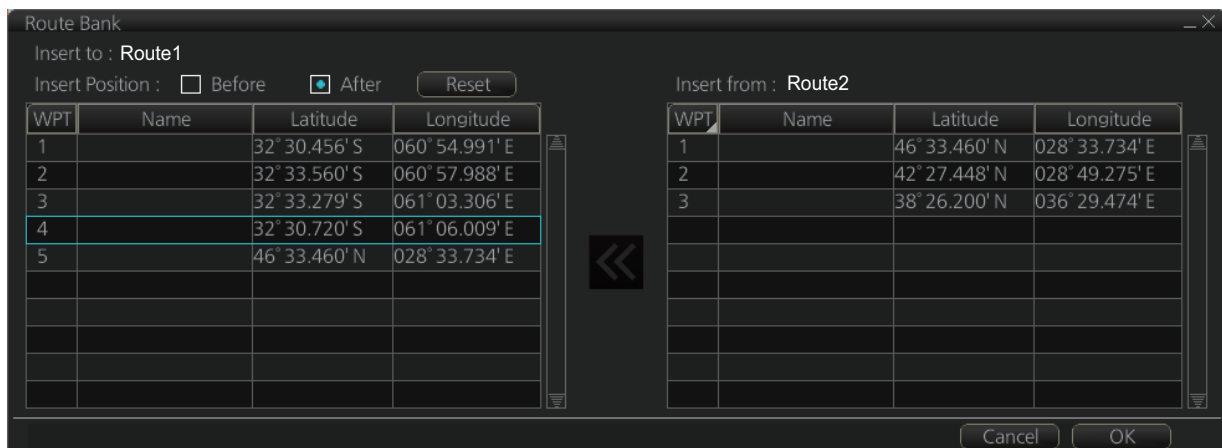 Route Bank
Insert to : Route1
Insert Position : Before After Reset Insert from : Route2
WPT Name Latitude Longitude WPT Name Latitude Longitude
1 32°30.456' S 060°54.991' E 1 46°33.460' N 028°33.734' E
2 32°33.560' S 060°57.988' E 2 42°27.448' N 028°49.275' E
3 32°33.279' S 061°03.306' E 3 38°26.200' N 036°29.474' E
4 32°30.720' S 061°06.009' E
5 46°33.460' N 028°33.734' E
Cancel OK